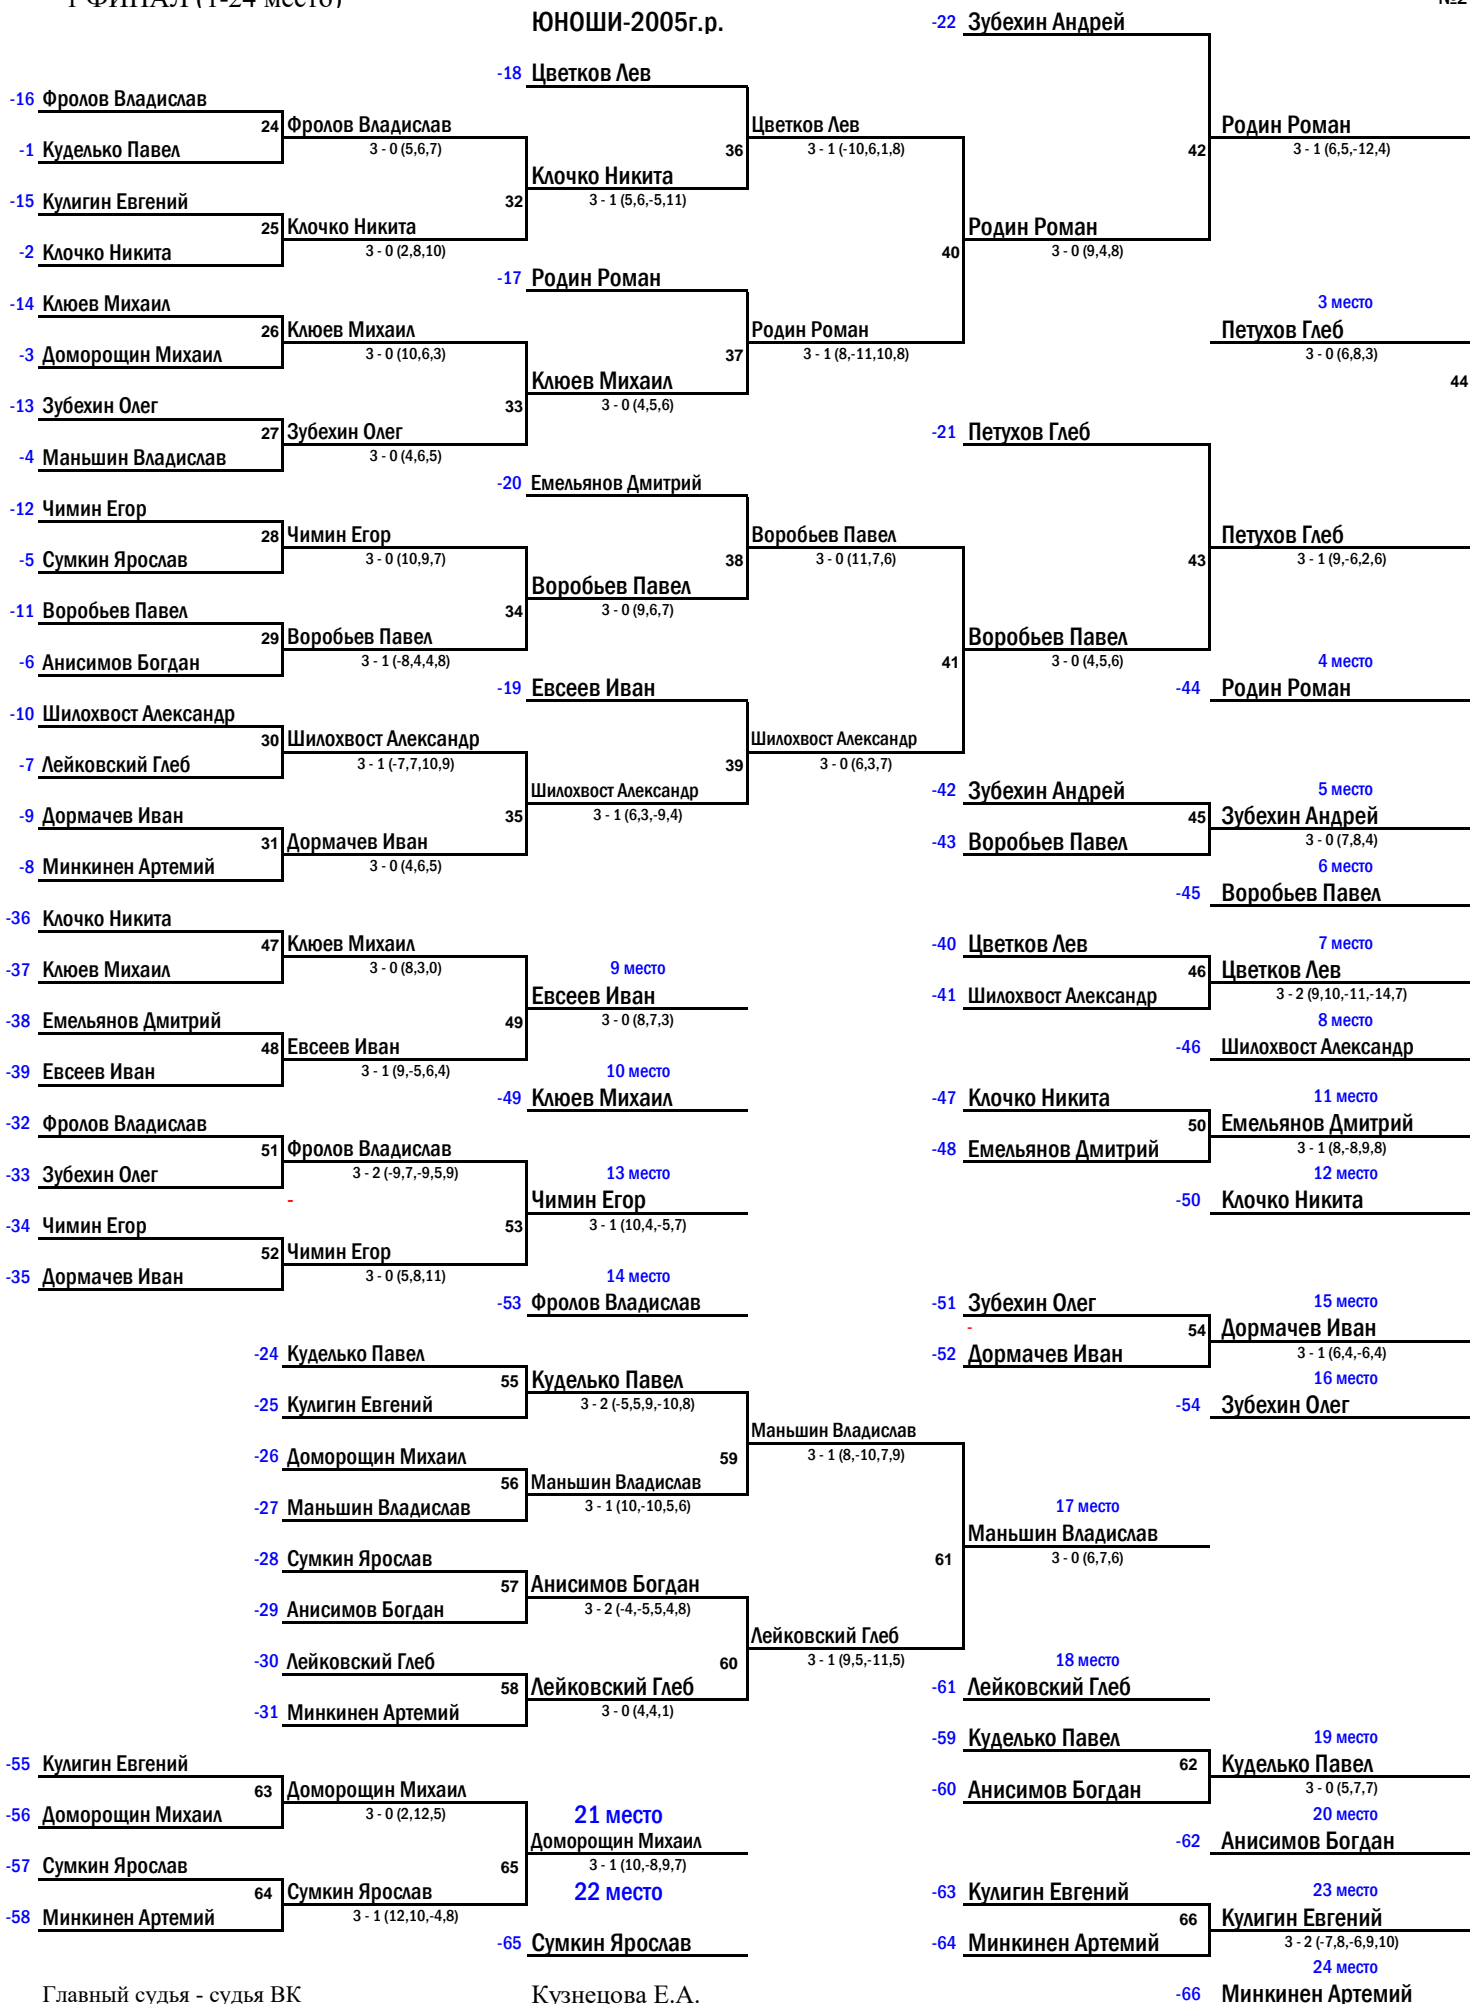 1 ФИНАЛ (1-24 место)
№2
ЮНОШИ-2005г.р.
-22 Зубехин Андрей
-18 Цветков Лев
-16 Фролов Владислав
24 Фролов Владислав
Цветков Лев
Родин Роман
-1 Куделько Павел
3 - 0 (5,6,7)
36
3 - 1 (-10,6,1,8)
42
3 - 1 (6,5,-12,4)
Клочко Никита
-15 Кулигин Евгений
32
3 - 1 (5,6,-5,11)
25 Клочко Никита
Родин Роман
-2 Клочко Никита
3 - 0 (2,8,10)
40
3 - 0 (9,4,8)
-17 Родин Роман
-14 Клюев Михаил
3 место
26 Клюев Михаил
Родин Роман
Петухов Глеб
-3 Доморощин Михаил
3 - 0 (10,6,3)
37
3 - 1 (8,-11,10,8)
3 - 0 (6,8,3)
Клюев Михаил
44
-13 Зубехин Олег
33
3 - 0 (4,5,6)
27 Зубехин Олег
-21 Петухов Глеб
-4 Маньшин Владислав
3 - 0 (4,6,5)
-20 Емельянов Дмитрий
-12 Чимин Егор
28 Чимин Егор
Воробьев Павел
Петухов Глеб
-5 Сумкин Ярослав
3 - 0 (10,9,7)
38
3 - 0 (11,7,6)
43
3 - 1 (9,-6,2,6)
Воробьев Павел
-11 Воробьев Павел
34
3 - 0 (9,6,7)
29 Воробьев Павел
Воробьев Павел
-6 Анисимов Богдан
3 - 1 (-8,4,4,8)
41
3 - 0 (4,5,6)
4 место
-19 Евсеев Иван
-44 Родин Роман
-10 Шилохвост Александр
30 Шилохвост Александр
Шилохвост Александр
-7 Лейковский Глеб
3 - 1 (-7,7,10,9)
39
3 - 0 (6,3,7)
Шилохвост Александр
-42 Зубехин Андрей
5 место
-9 Дормачев Иван
35
3 - 1 (6,3,-9,4)
45 Зубехин Андрей
31 Дормачев Иван
-43 Воробьев Павел
3 - 0 (7,8,4)
-8 Минкинен Артемий
3 - 0 (4,6,5)
6 место
-45 Воробьев Павел
-36 Клочко Никита
47 Клюев Михаил
-40 Цветков Лев
7 место
-37 Клюев Михаил
3 - 0 (8,3,0)
9 место
46 Цветков Лев
Евсеев Иван
-41 Шилохвост Александр
3 - 2 (9,10,-11,-14,7)
-38 Емельянов Дмитрий
49
3 - 0 (8,7,3)
8 место
48 Евсеев Иван
-46 Шилохвост Александр
-39 Евсеев Иван
3 - 1 (9,-5,6,4)
10 место
-49 Клюев Михаил
-47 Клочко Никита
11 место
-32 Фролов Владислав
50 Емельянов Дмитрий
51 Фролов Владислав
-48 Емельянов Дмитрий
3 - 1 (8,-8,9,8)
-33 Зубехин Олег
3 - 2 (-9,7,-9,5,9)
13 место
12 место
-
Чимин Егор
-50 Клочко Никита
-34 Чимин Егор
53
3 - 1 (10,4,-5,7)
52 Чимин Егор
-35 Дормачев Иван
3 - 0 (5,8,11)
14 место
-53 Фролов Владислав
-51 Зубехин Олег
15 место
-
54 Дормачев Иван
-24 Куделько Павел
-52 Дормачев Иван
3 - 1 (6,4,-6,4)
55 Куделько Павел
16 место
-25 Кулигин Евгений
3 - 2 (-5,5,9,-10,8)
-54 Зубехин Олег
Маньшин Владислав
-26 Доморощин Михаил
59
3 - 1 (8,-10,7,9)
56 Маньшин Владислав
-27 Маньшин Владислав
3 - 1 (10,-10,5,6)
17 место
Маньшин Владислав
-28 Сумкин Ярослав
61
3 - 0 (6,7,6)
57 Анисимов Богдан
-29 Анисимов Богдан
3 - 2 (-4,-5,5,4,8)
Лейковский Глеб
-30 Лейковский Глеб
60
3 - 1 (9,5,-11,5)
18 место
58 Лейковский Глеб
-61 Лейковский Глеб
-31 Минкинен Артемий
3 - 0 (4,4,1)
-59 Куделько Павел
19 место
-55 Кулигин Евгений
62 Куделько Павел
63 Доморощин Михаил
-60 Анисимов Богдан
3 - 0 (5,7,7)
-56 Доморощин Михаил
3 - 0 (2,12,5)
21 место
20 место
Доморощин Михаил
-62 Анисимов Богдан
-57 Сумкин Ярослав
65
3 - 1 (10,-8,9,7)
64 Сумкин Ярослав
22 место
-63 Кулигин Евгений
23 место
-58 Минкинен Артемий
3 - 1 (12,10,-4,8)
66 Кулигин Евгений
-65 Сумкин Ярослав
-64 Минкинен Артемий
3 - 2 (-7,8,-6,9,10)
24 место
Главный судья - судья ВК
Кузнецова Е.А.
-66 Минкинен Артемий